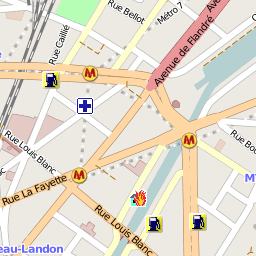 Rue Bellot
Métro 7
Rue Caillié
Avenue de Flandre
Ave
M
Rue Louis Blanc
M
Rue Bou
M
Rue La Fayette
Rue Louis Blanc
eau-Landon